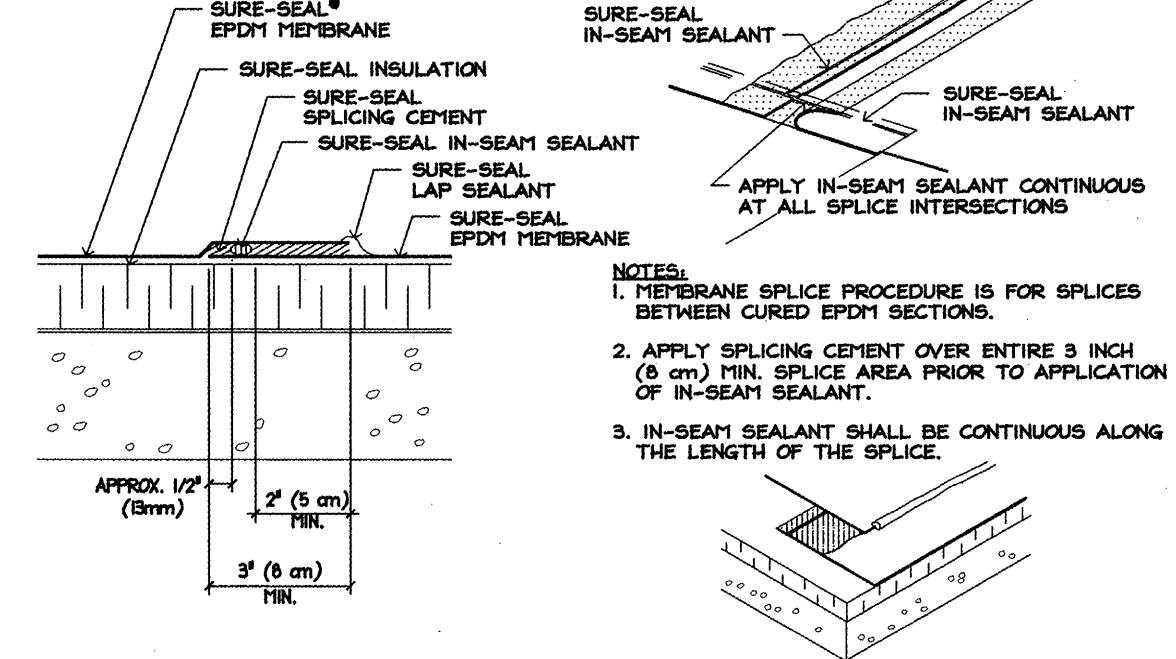 SURE-SEAL®
EPDM MEMBRANE
SURE-SEAL INSULATION
SURE-SEAL
SPLICING CEMENT
SURE-SEAL IN-SEAM SEALANT
SURE-SEAL
LAP SEALANT
SURE-SEAL
EPDM MEMBRANE
APPROX. 1/2"
(13mm)
2" (5 cm)
MIN.
3" (8 cm)
MIN.
SURE-SEAL
IN-SEAM SEALANT
SURE-SEAL
IN-SEAM SEALANT
APPLY IN-SEAM SEALANT CONTINUOUS
AT ALL SPLICE INTERSECTIONS
NOTES:
1. MEMBRANE SPLICE PROCEDURE IS FOR SPLICES
BETWEEN CURED EPDM SECTIONS.
2. APPLY SPLICING CEMENT OVER ENTIRE 3 INCH
(8 cm) MIN. SPLICE AREA PRIOR TO APPLICATION
OF IN-SEAM SEALANT.
3. IN-SEAM SEALANT SHALL BE CONTINUOUS ALONG
THE LENGTH OF THE SPLICE.